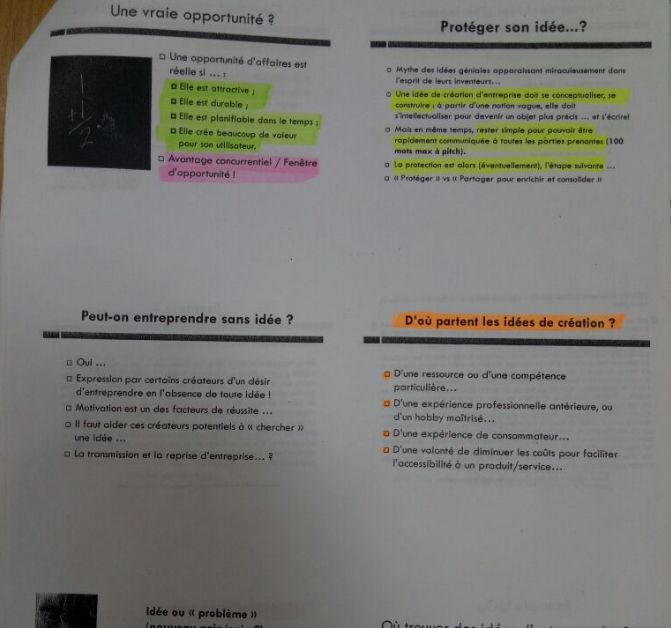 Une vraie opportunité ?
Une opportunité d'affaires est
réelle si ... :
Elle est attractive ;
Elle est durable ;
Elle est planifiable dans le temps ;
Elle crée beaucoup de valeur
pour son utilisateur.
Avantage concurrentiel / Fenêtre
d'opportunité !
Protéger son idée...?
Mythe des idées géniales apparaissant miraculeusement dans
l'esprit de leurs inventeurs...
Une idée de création d'entreprise doit se conceptualiser, se
construire : à partir d'une notion vague, elle doit
s'intellectualiser pour devenir un objet plus précis ... et s'écrire!
Mais en même temps, rester simple pour pouvoir être
rapidement communiquée à toutes les parties prenantes (100
mots max à pitch).
La protection est alors (éventuellement), l'étape suivante ...
« Protéger » vs « Partager pour enrichir et consolider »
Peut-on entreprendre sans idée ?
Oui ...
Expression par certains créateurs d'un désir
d'entreprendre en l'absence de toute idée !
Motivation est un des facteurs de réussite ...
Il faut aider ces créateurs potentiels à « chercher »
une idée ...
La transmission et la reprise d'entreprise... ?
D'où partent les idées de création ?
D'une ressource ou d'une compétence
particulière...
D'une expérience professionnelle antérieure, ou
d'un hobby maîtrisé...
D'une expérience de consommateur...
D'une volonté de diminuer les coûts pour faciliter
l'accessibilité à un produit/service...
Idée ou « problème »